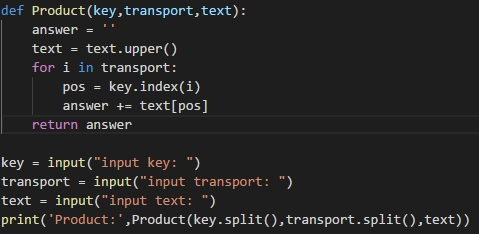 def Product(key,transport,text):
    answer = ''
    text = text.upper()
    for i in transport:
        pos = key.index(i)
        answer += text[pos]
    return answer
key = input("input key: ")
transport = input("input transport: ")
text = input("input text: ")
print('Product:',Product(key.split(),transport.split(),text))